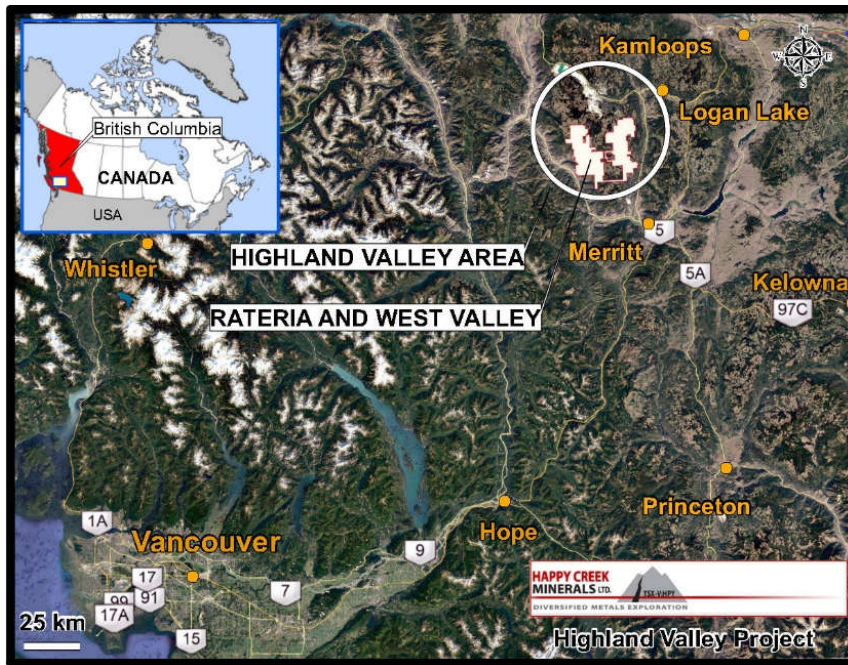 British Columbia
CANADA
USA
N
W
E
S
Kamloops
Logan Lake
HIGHLAND VALLEY AREA
Merritt
5
5A
Whistler
Kelowna
97C
RATERIA AND WEST VALLEY
Princeton
Hope
1A
Vancouver
9
7
17
99
91
17A
15
25 km
HAPPY CREEK
MINERALS LTD.
TSX-V:HPY
DIVERSIFIED METALS EXPLORATION
Highland Valley Project